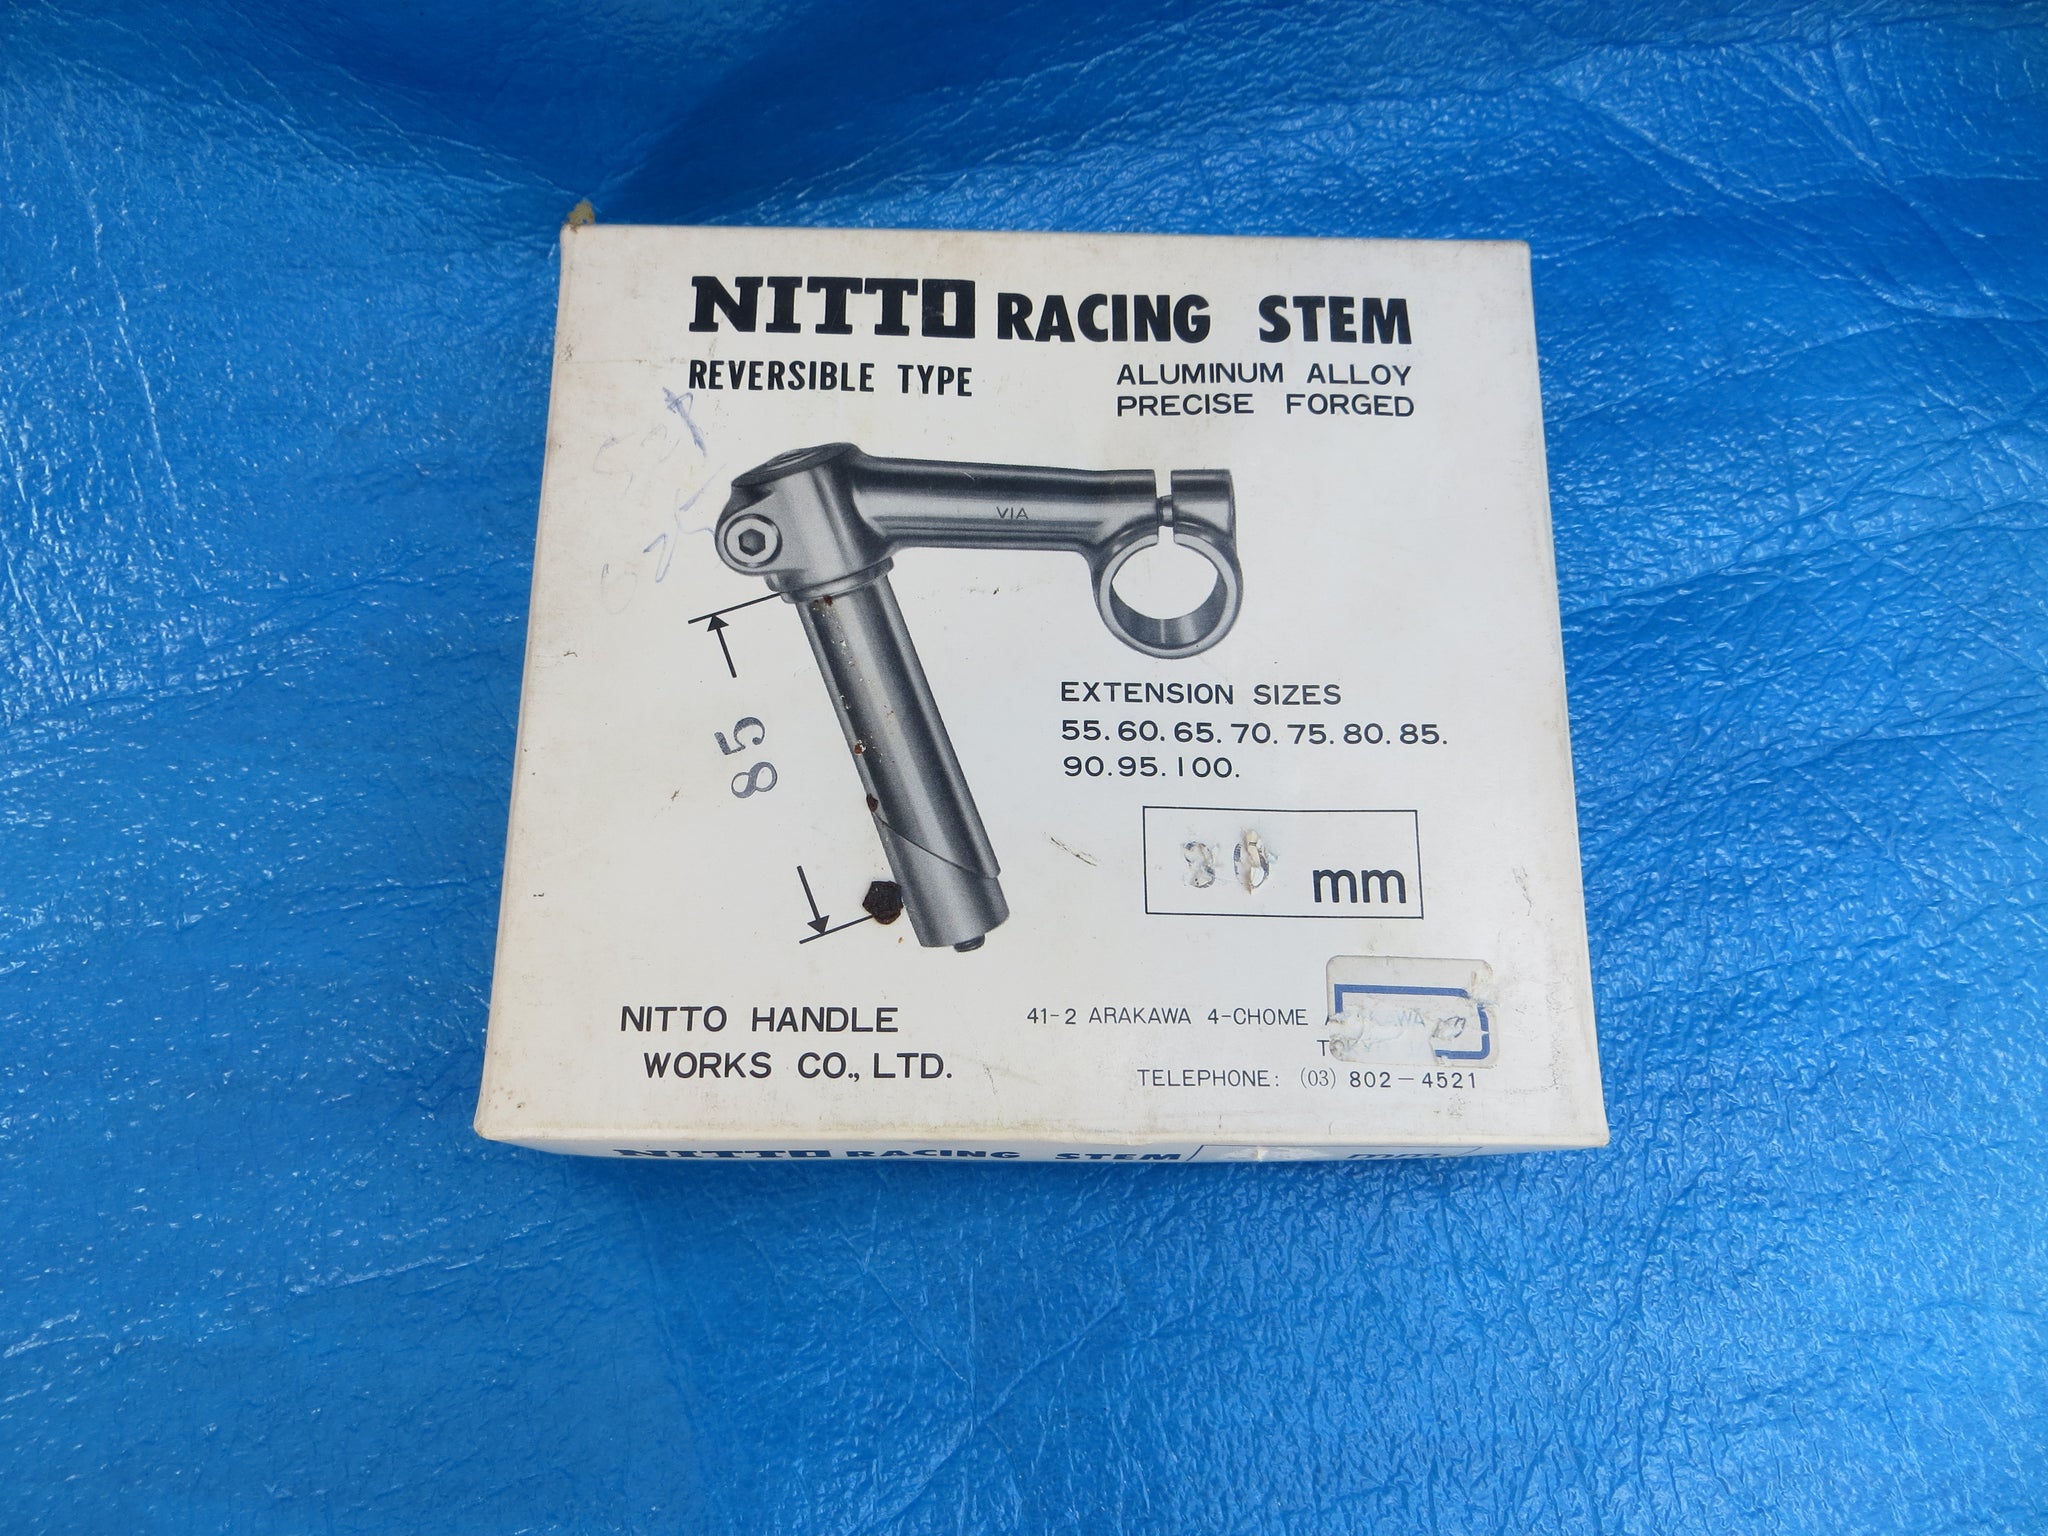 NITTO RACING STEM
REVERSIBLE TYPE
ALUMINUM ALLOY
PRECISE FORGED
VIA
85
EXTENSION SIZES
55. 60. 65. 70. 75. 80. 85.
90. 95. 100.
80 mm
NITTO HANDLE
WORKS CO., LTD.
41-2 ARAKAWA 4-CHOME
TELEPHONE: (03) 802-4521
NITTO RACING STEM mm